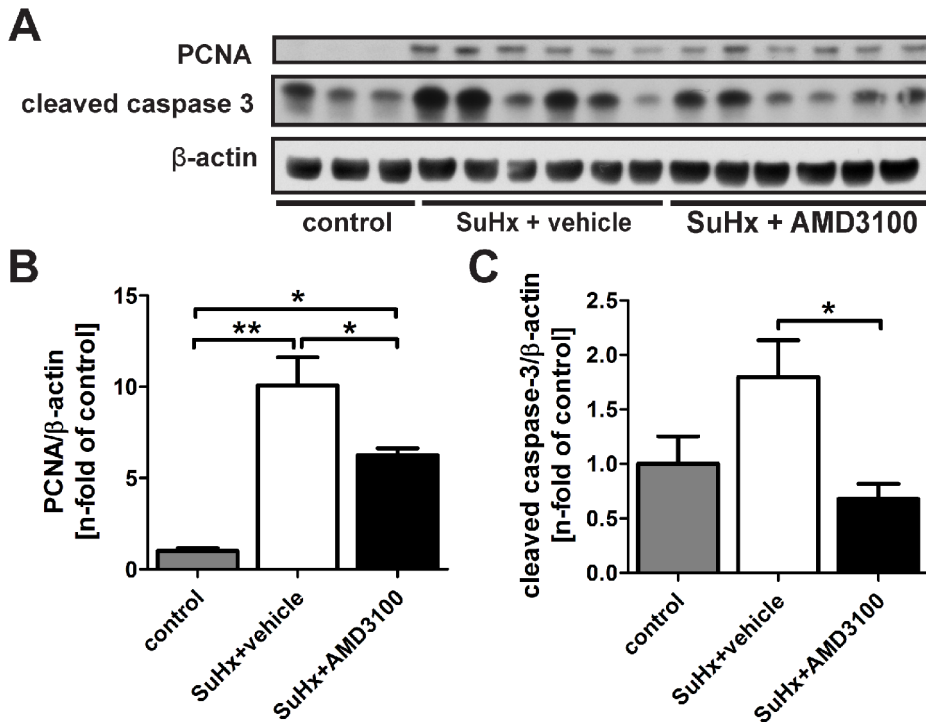 A
PCNA
cleaved caspase 3
β-actin
control
SuHx + vehicle
SuHx + AMD3100
B
PCNA/β-actin
[n-fold of control]
15
10
5
0
*
**
*
control
SuHx+vehicle
SuHx+AMD3100
C
cleaved caspase-3/β-actin
[n-fold of control]
2.5
2.0
1.5
1.0
0.5
0.0
*
control
SuHx+vehicle
SuHx+AMD3100